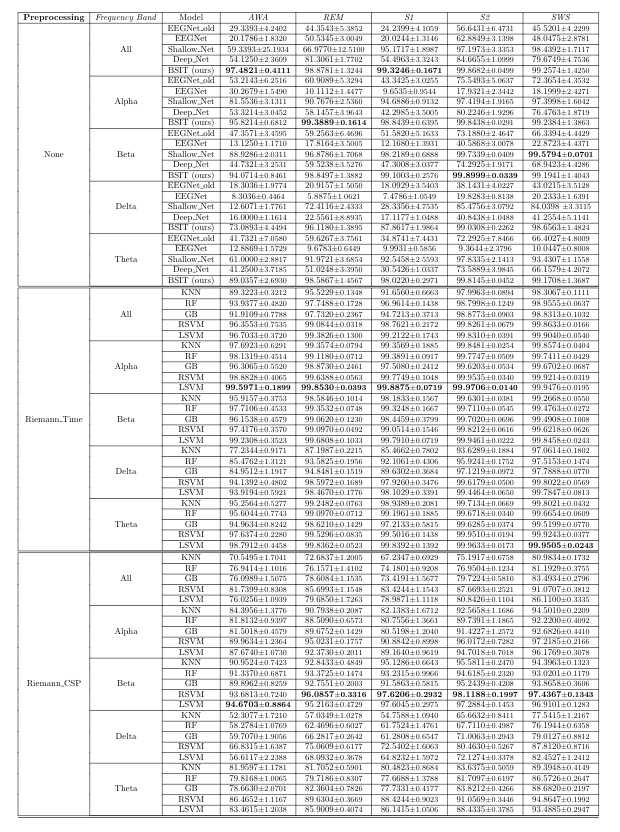 Preprocessing Frequency Band Model AWA REM S1 S2 SWS
None All EEGNet_old 29.3393±4.2402 44.3543±5.3852 24.2399±4.1059 56.6431±6.4731 45.5201±4.2299
EEGNet 20.1786±1.8320 50.5345±3.0049 20.0244±1.3146 62.8849±3.1398 48.0475±2.8781
Shallow_Net 59.3393±25.1934 66.9770±12.5100 95.1717±1.8987 97.1973±3.3353 98.4392±1.7117
Deep_Net 54.1250±2.3609 81.3061±1.7702 54.4963±3.3243 84.6655±1.0999 79.6749±4.7536
BSIT (ours) 97.4821±0.4111 98.8781±1.3244 99.3246±0.1671 99.8682±0.0499 99.2574±1.4250
Alpha EEGNet_old 53.2143±6.2516 60.9089±5.3294 43.3425±3.0255 75.5493±5.0637 72.3654±4.3532
EEGNet 30.2679±1.5490 10.1112±1.4477 9.6535±0.9544 17.9321±2.3442 18.1999±2.4271
Shallow_Net 81.5536±3.1311 90.7676±2.5360 94.6886±0.9132 97.4194±1.9165 97.3998±1.6042
Deep_Net 53.3214±3.0452 58.1457±3.9643 42.2985±3.5005 80.2246±1.9296 76.4763±4.7171
BSIT (ours) 95.8214±0.6812 99.3889±0.1614 98.8439±0.6395 99.8438±0.0291 99.2384±1.3863
Beta EEGNet_old 47.3571±3.4595 59.2563±4.6696 51.5820±5.1633 73.1880±4.2647 66.3394±4.4429
EEGNet 13.1250±1.1710 17.8164±3.5005 12.1680±1.3931 40.5868±3.0078 22.8723±4.4371
Shallow_Net 88.9286±2.0311 96.8786±1.7068 98.2189±0.6888 99.7339±0.0409 99.5794±0.0701
Deep_Net 44.7321±3.2531 59.5238±3.5276 47.3008±4.0377 74.2925±1.9171 68.9423±4.4286
BSIT (ours) 94.0714±0.8461 98.8497±1.3882 99.1003±0.2576 99.8999±0.0339 99.1941±1.4043
Delta EEGNet_old 18.3036±1.9774 20.9157±1.5050 18.0929±3.5403 38.1431±4.0227 43.0215±3.5128
EEGNet 8.3036±0.4464 5.8875±1.0621 7.4786±1.0549 19.8283±0.8138 20.2333±1.6391
Shallow_Net 12.6071±1.7761 72.4116±2.4333 28.3356±4.7535 85.4756±3.0792 84.0398 ±3.3115
Deep_Net 16.0000±1.1614 22.5561±8.8935 17.1177±1.0488 40.8438±1.0488 41.2554±5.1141
BSIT (ours) 73.0893±4.4494 96.1180±1.3895 87.8617±1.9864 99.0308±0.2262 98.6563±1.4824
Theta EEGNet_old 41.7321±7.0580 59.6267±3.7561 34.8741±7.4431 72.2925±7.8466 66.4027±4.8009
EEGNet 12.8869±1.5729 9.6783±0.6449 9.9931±0.5856 9.3644±2.3796 10.0447±0.8008
Shallow_Net 61.0000±2.8817 91.9721±3.6854 92.5458±2.5593 97.8335±2.1413 93.4307±1.1558
Deep_Net 41.2500±3.7185 51.0248±3.3950 30.5426±1.0337 73.5889±3.9845 66.1579±4.2072
BSIT (ours) 89.0357±2.6930 98.5867±1.4567 98.0220±0.2971 99.8145±0.0452 99.1708±1.3687
Riemann_Time All KNN 89.3223±0.3212 95.5229±0.1348 91.6560±0.6663 97.7996±0.0894 98.3067±0.1111
RF 93.9377±0.4820 97.7488±0.1728 96.9614±0.1438 98.7998±0.1249 98.9555±0.0637
GB 91.9109±0.7788 97.7320±0.2367 94.7213±0.3713 98.8773±0.0903 98.8313±0.1032
RSVM 96.3553±0.7535 99.0844±0.0318 98.7621±0.2172 99.8261±0.0679 99.8633±0.0166
LSVM 96.7033±0.3720 99.3826±0.1300 99.2122±0.1743 99.8310±0.0391 99.9040±0.0540
Alpha KNN 97.6923±0.6291 99.3574±0.0794 99.3569±0.1885 99.8481±0.0254 99.8574±0.0404
RF 98.1319±0.4514 99.1180±0.0712 99.3891±0.0917 99.7747±0.0509 99.7411±0.0429
GB 96.3065±0.5520 98.8730±0.2461 97.5080±0.2412 99.6203±0.0534 99.6702±0.0687
RSVM 98.8828±0.4065 99.6388±0.0563 99.7749±0.1048 99.9535±0.0340 99.9214±0.0319
LSVM 99.5971±0.1899 99.8530±0.0393 99.8875±0.0719 99.9706±0.0140 99.9476±0.0195
Beta KNN 95.9157±0.3753 98.5846±0.1014 98.1833±0.1567 99.6301±0.0381 99.2668±0.0550
RF 97.7106±0.4533 99.3532±0.0748 99.3248±0.1667 99.7110±0.0545 99.4763±0.0272
GB 96.1538±0.4579 99.0620±0.1230 98.4459±0.3799 99.7020±0.0696 99.4908±0.1008
RSVM 97.4176±0.3570 99.0970±0.0492 99.0514±0.1546 99.8212±0.0616 99.6218±0.0626
LSVM 99.2308±0.3523 99.6808±0.1033 99.7910±0.0719 99.9461±0.0222 99.8458±0.0243
Delta KNN 77.2344±0.9171 87.1987±0.2215 85.4662±0.7802 93.6289±0.1884 97.0614±0.1802
RF 85.4762±1.3121 93.5825±0.1956 92.1061±0.4306 95.9241±0.1752 97.5153±0.1474
GB 84.9512±1.1917 94.8481±0.1519 89.6302±0.3684 97.1219±0.0972 97.7888±0.0770
RSVM 94.1392±0.4802 98.5972±0.1689 97.9260±0.3476 99.6179±0.0500 99.8022±0.0569
LSVM 93.9194±0.5921 98.4670±0.1776 98.1029±0.3391 99.4464±0.0650 99.7847±0.0813
Theta KNN 95.2564±0.5277 99.2482±0.0763 98.9389±0.2081 99.7134±0.0669 99.8021±0.0432
RF 95.6044±0.7743 99.0970±0.0712 99.1961±0.1885 99.6718±0.0340 99.6654±0.0609
GB 94.9634±0.8242 98.6210±0.1429 97.2133±0.5815 99.6285±0.0374 99.5199±0.0770
RSVM 97.6374±0.2280 99.5296±0.0835 99.5016±0.1438 99.9510±0.0194 99.9243±0.0377
LSVM 98.7912±0.4458 99.8362±0.0523 99.8392±0.1392 99.9633±0.0173 99.9505±0.0243
Riemann_CSP All KNN 70.5495±1.7041 72.6837±1.2005 67.2347±0.6929 75.1917±0.6758 80.9834±0.1732
RF 76.9414±1.1016 76.1571±1.4102 74.1801±0.9208 76.9504±0.1234 81.1929±0.3755
GB 76.0989±1.5075 78.6084±1.1535 73.4191±1.5677 79.7224±0.5810 83.4934±0.2796
RSVM 81.7399±0.8308 85.6993±1.1548 83.4244±0.1543 87.6693±0.2521 91.0707±0.3812
LSVM 76.0256±1.0939 79.6850±1.7263 78.9871±1.1118 80.8426±0.1104 86.1100±0.3335
Alpha KNN 84.3956±1.3776 90.7938±0.2087 82.1383±1.6712 92.5658±1.1686 94.5010±0.2209
RF 81.8132±0.9397 88.5090±0.6573 80.7556±1.3661 89.7391±1.1865 92.2200±0.4092
GB 81.5018±0.4579 89.6752±0.1429 80.5198±1.2040 91.4227±1.2572 92.6826±0.4410
RSVM 89.9634±1.2364 95.0231±0.1757 90.8842±0.8998 96.0172±0.7282 97.2185±0.2166
LSVM 87.6740±1.0730 92.3730±0.2011 89.1640±0.9619 94.7018±0.7018 96.1769±0.3078
Beta KNN 90.9524±0.7423 92.8433±0.4849 95.1286±0.6643 95.5811±0.2470 94.3963±0.1323
RF 91.3370±0.6871 93.3725±0.1474 99.2315±0.9966 94.6185±0.2320 93.0201±0.1179
GB 89.8962±0.8259 92.7551±0.2003 91.5863±0.5815 95.2439±0.4208 93.8658±0.3606
RSVM 93.6813±0.7240 96.0857±0.3316 97.6206±0.2932 98.1188±0.1997 97.4367±0.1343
LSVM 94.6703±0.8864 95.2163±0.4729 97.6045±0.2975 97.2884±0.1453 96.9101±0.1283
Delta KNN 52.3077±1.7210 57.0349±1.0278 54.7588±1.0940 65.6632±0.8411 77.5415±1.2167
RF 58.2784±1.0769 62.4696±0.6027 61.7524±1.4761 67.7110±0.4987 76.1944±0.6358
GB 59.7070±1.9056 66.2817±0.2642 61.2808±0.6547 71.0063±0.2943 79.0127±0.8812
RSVM 66.8315±1.6387 75.0609±0.6177 72.5402±1.6063 80.4630±0.5267 87.8120±0.8716
LSVM 56.6117±2.2388 68.0932±0.3678 64.8232±1.5972 72.1274±0.3378 82.4527±1.2412
Theta KNN 81.9597±1.1781 81.7052±0.5901 80.4823±0.8684 83.6375±0.5059 89.3948±0.4149
RF 79.8168±1.0065 79.7186±0.8307 77.6688±1.3788 81.7097±0.6197 86.5726±0.2647
GB 78.6630±2.0701 82.3604±0.7826 77.7331±0.4177 83.8212±0.4266 88.6820±0.2197
RSVM 86.4652±1.1167 89.6304±0.3669 88.4244±0.9023 91.0569±0.3446 94.8647±0.1992
LSVM 83.4615±1.2038 85.9009±0.4074 86.1415±1.0506 88.4335±0.3785 93.4885±0.2947